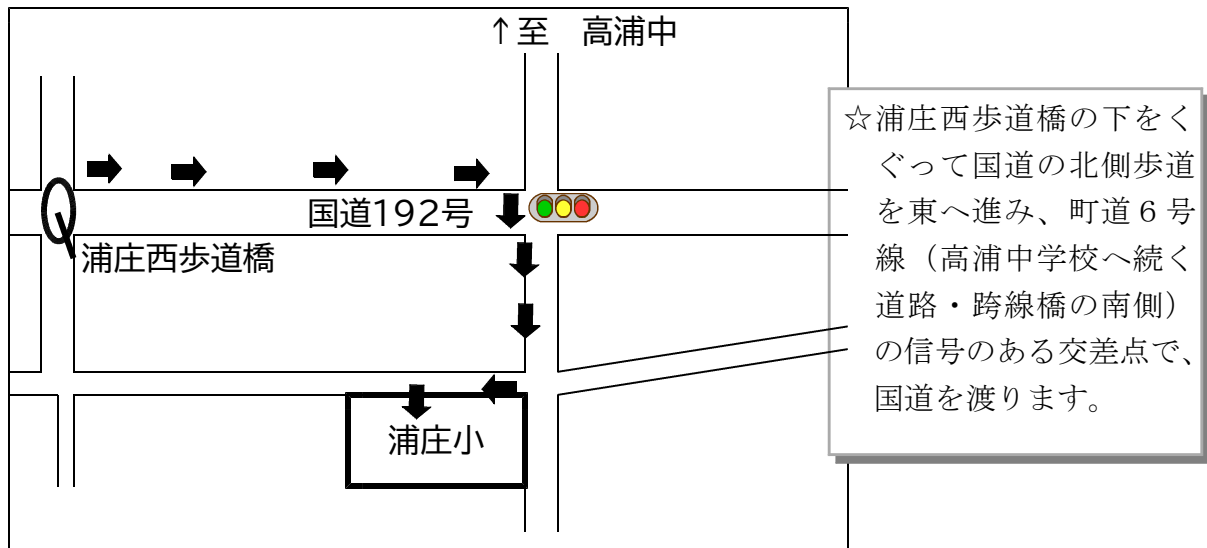 ↑至　高浦中
国道192号
浦庄西歩道橋
浦庄小
☆浦庄西歩道橋の下をく
ぐって国道の北側歩道
を東へ進み、町道６号
線（高浦中学校へ続く
道路・跨線橋の南側）
の信号のある交差点で、
国道を渡ります。